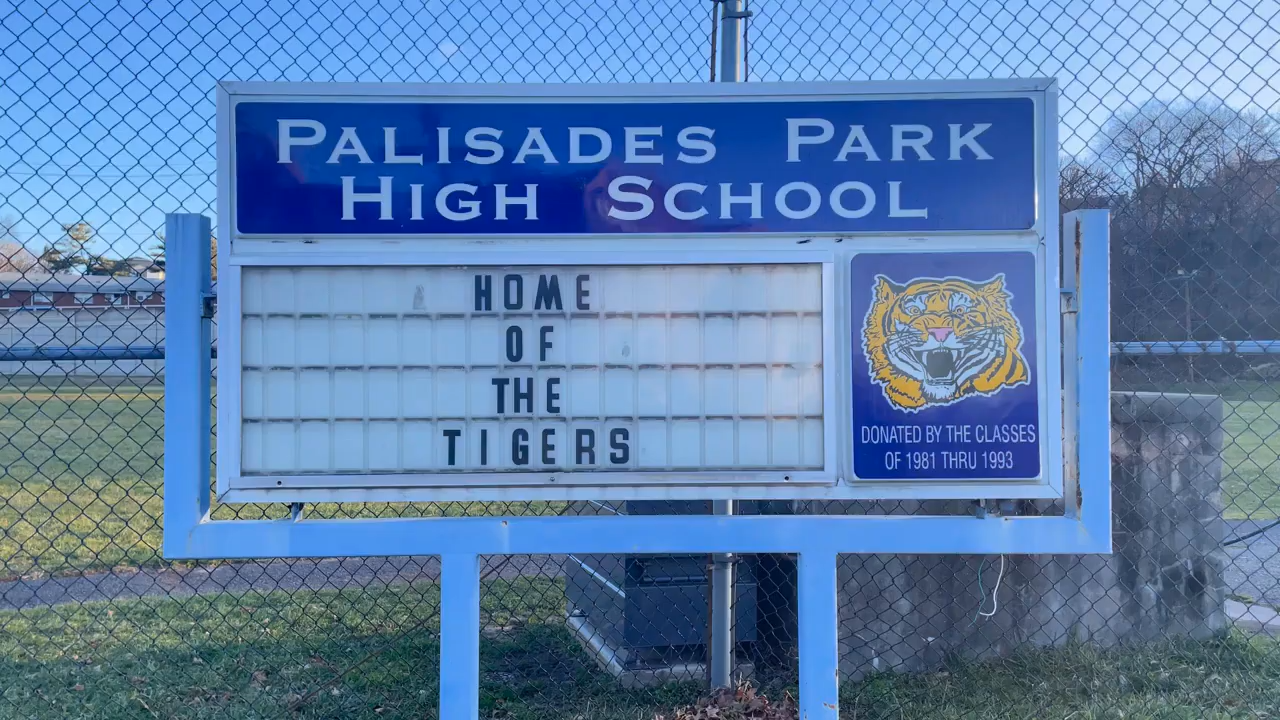 PALISADES PARK
HIGH SCHOOL
HOME
OF
THE
TIGERS
DONATED BY THE CLASSES
OF 1981 THRU 1993